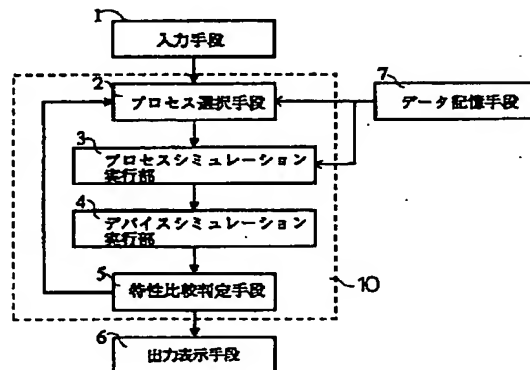 1
入力手段
2
プロセス選択手段
7
データ記憶手段
3
プロセスシミュレーション
実行部
4
デバイスシミュレーション
実行部
5
特性比較判定手段
10
6
出力表示手段